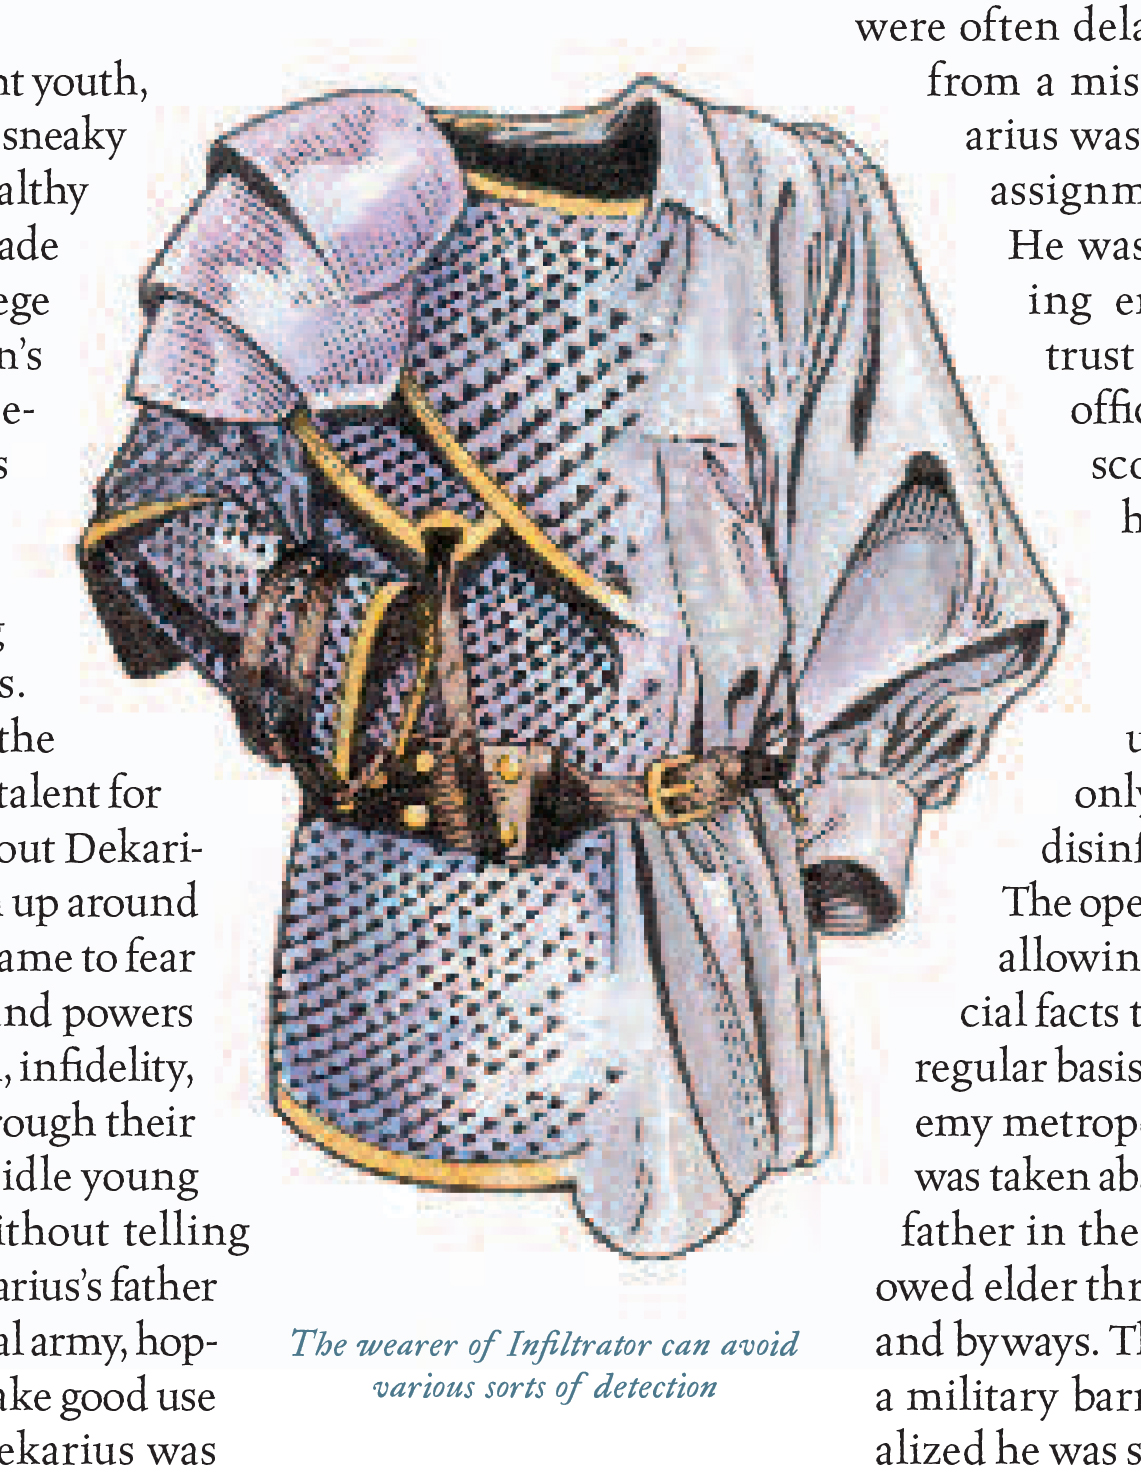 nt youth,
sneaky
althy
ade
ege
n’s
e-
s
g
s.
the
talent for
out Dekari-
up around
ame to fear
nd powers
, infidelity,
rough their
idle young
ithout telling
arius’s father
al army, hop-
ake good use
ekarius was
The wearer of Infiltrator can avoid
various sorts of detection
were often dela
from a mis
arius was
assignm
He was
ing er
trust
offic
sco
h
u
only
disinf
The ope
allowin
cial facts t
regular basis
emy metrop
was taken ab
father in the
owed elder thr
and byways. Th
a military barr
alized he was s